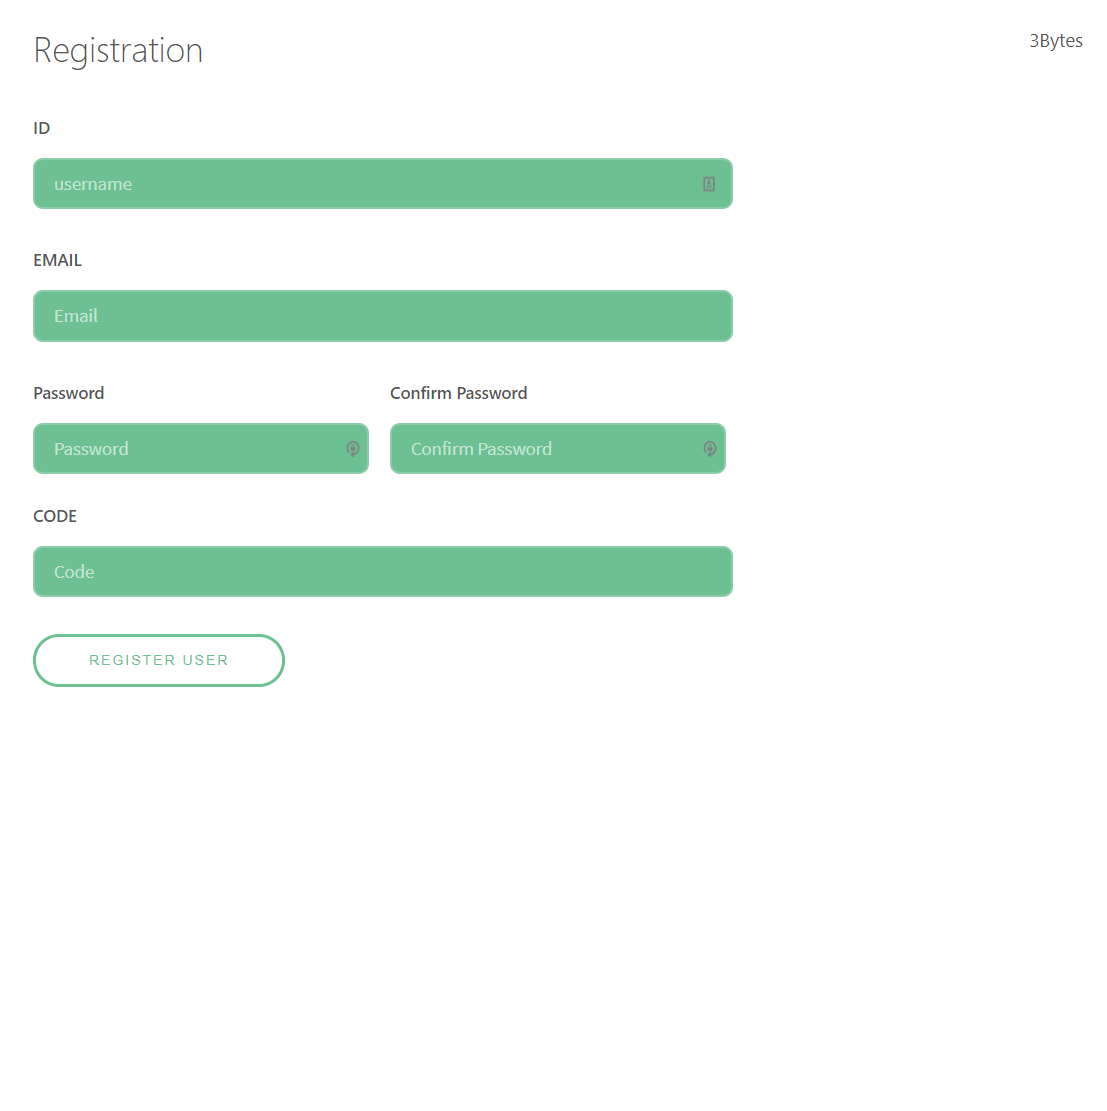 Registration
3Bytes
ID
username
EMAIL
Email
Password
Confirm Password
Password
Confirm Password
CODE
Code
REGISTER USER